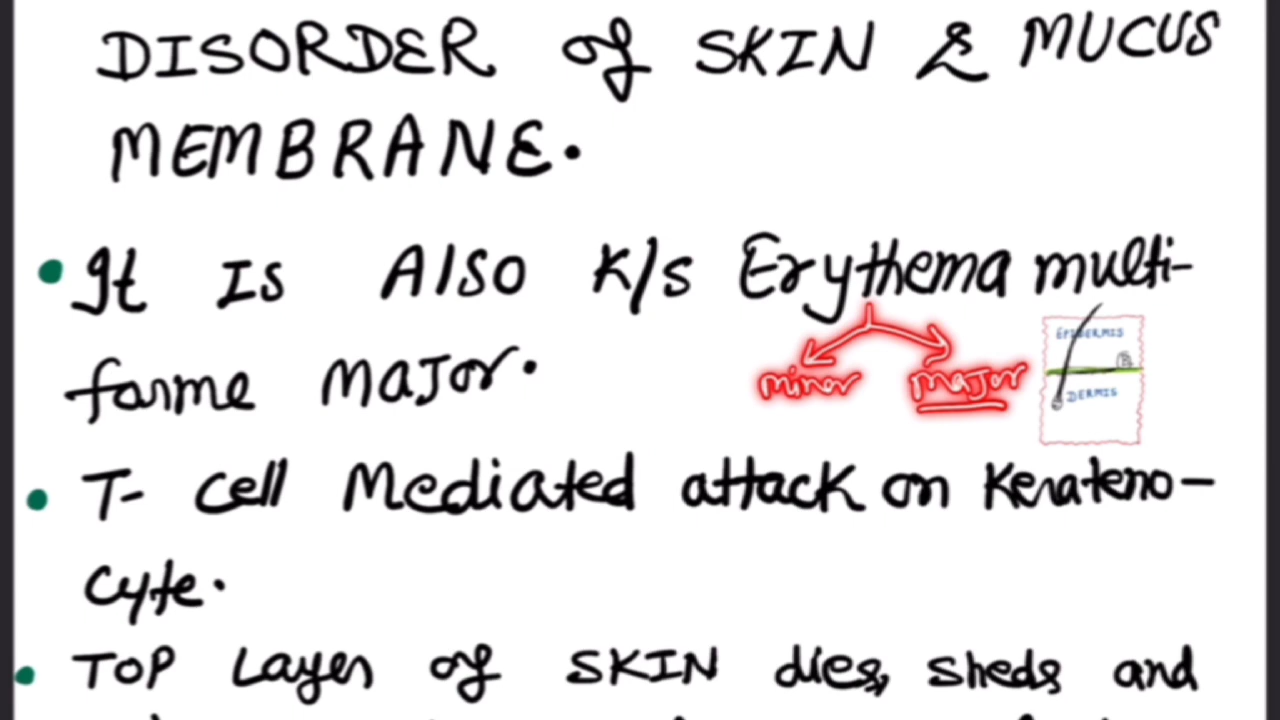 DISORDER of SKIN & MUCUS
MEMBRANE.
It Is Also K/s Erythema multi-
forme Major.
minor major
EPIDERMIS
B
DERMIS
T- cell Mediated attack on Kerateno-
Cyte.
TOP Layer of SKIN dies, sheds and